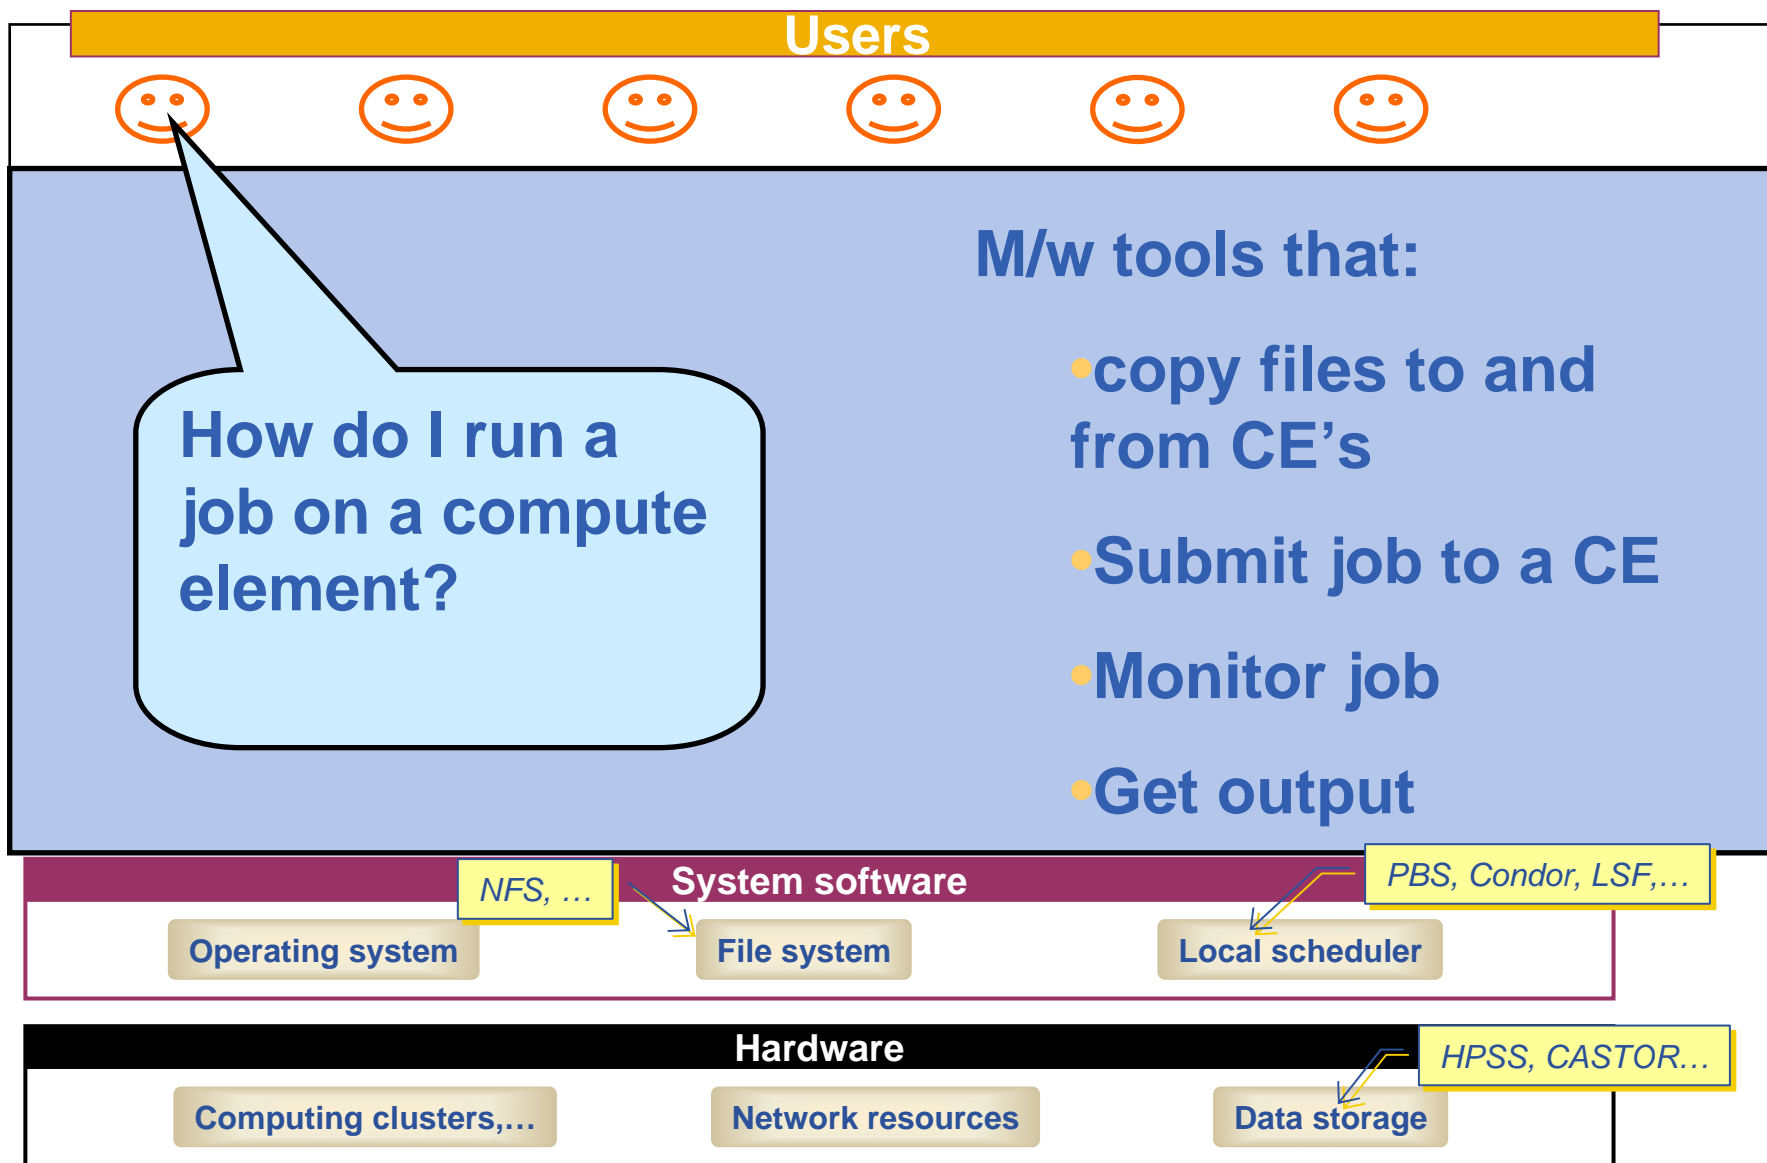 Users
How do I run a
job on a compute
element?
M/w tools that:
•copy files to and
from CE’s
•Submit job to a CE
•Monitor job
•Get output
System software
NFS, …
PBS, Condor, LSF,…
Operating system
File system
Local scheduler
Hardware
HPSS, CASTOR…
Computing clusters,…
Network resources
Data storage